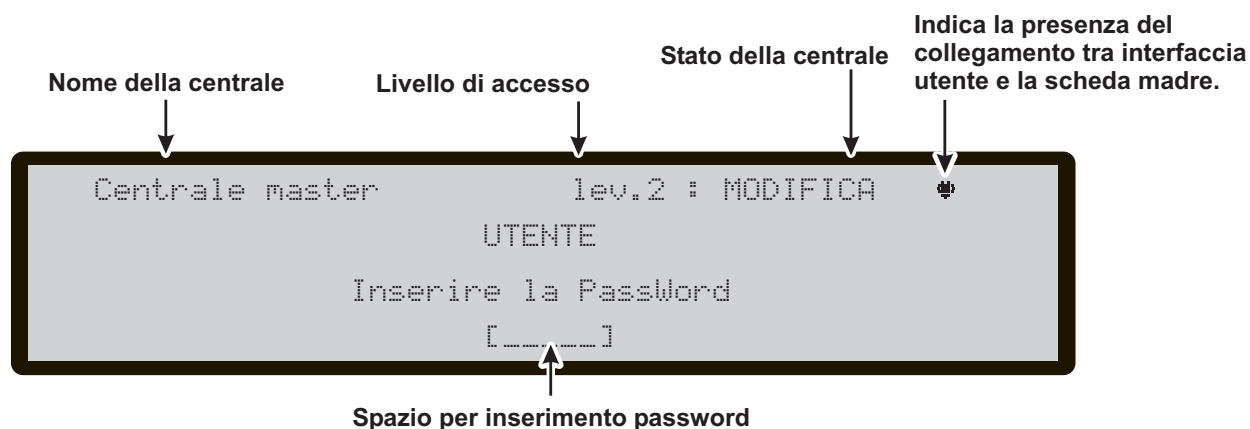 Indica la presenza del
collegamento tra interfaccia
utente e la scheda madre.
Stato della centrale
Nome della centrale
Livello di accesso
Centrale master lev.2 : MODIFICA
UTENTE
Inserire la PassWord
[_____]
Spazio per inserimento password